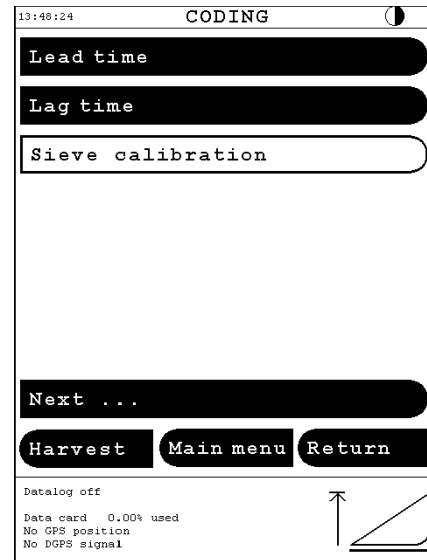 13:48:24 CODING
Lead time
Lag time
Sieve calibration
Next ...
Harvest Main menu Return
Datalog off
Data card 0.00% used
No GPS position
No DGPS signal